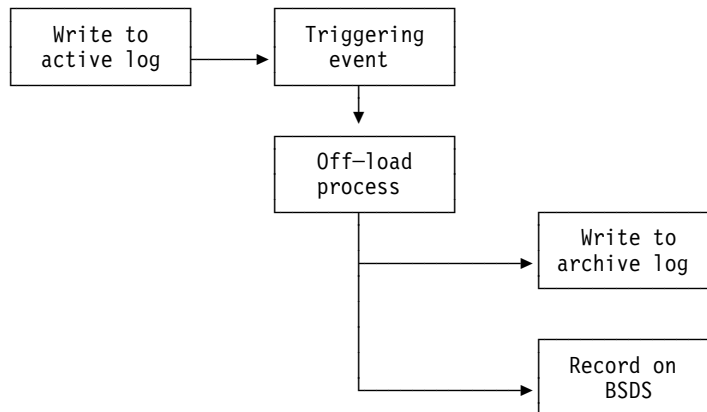 Write to
active log
Triggering
event
Off—load
process
Write to
archive log
Record on
BSDS